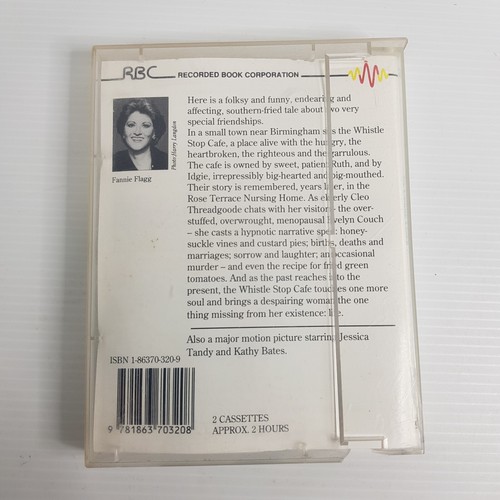 RBC RECORDED BOOK CORPORATION
Here is a folksy and funny, endearing and
affecting, southern-fried tale about two very
special friendships.
In a small town near Birmingham sits the Whistle
Stop Cafe, a place alive with the hungry, the
heartbroken, the righteous and the garrulous.
The cafe is owned by sweet, patient Ruth, and by
Idgie, irrepressibly big-hearted and big-mouthed.
Their story is remembered, years later, in the
Rose Terrace Nursing Home. As elderly Cleo
Threadgoode chats with her visitor – the over-
stuffed, overwrought, menopausal Evelyn Couch
– she casts a hypnotic narrative spell: honey-
suckle vines and custard pies; births, deaths and
marriages; sorrow and laughter; an occasional
murder – and even the recipe for fried green
tomatoes. And as the past reaches into
the present, the Whistle Stop Cafe touches one more
soul and brings a despairing woman the one
thing missing from her existence: life.
Photo: Harry Langdon
Fannie Flagg
Also a major motion picture starring Jessica
Tandy and Kathy Bates.
ISBN 1-86370-320-9
9 781863 703208
2 CASSETTES
APPROX. 2 HOURS